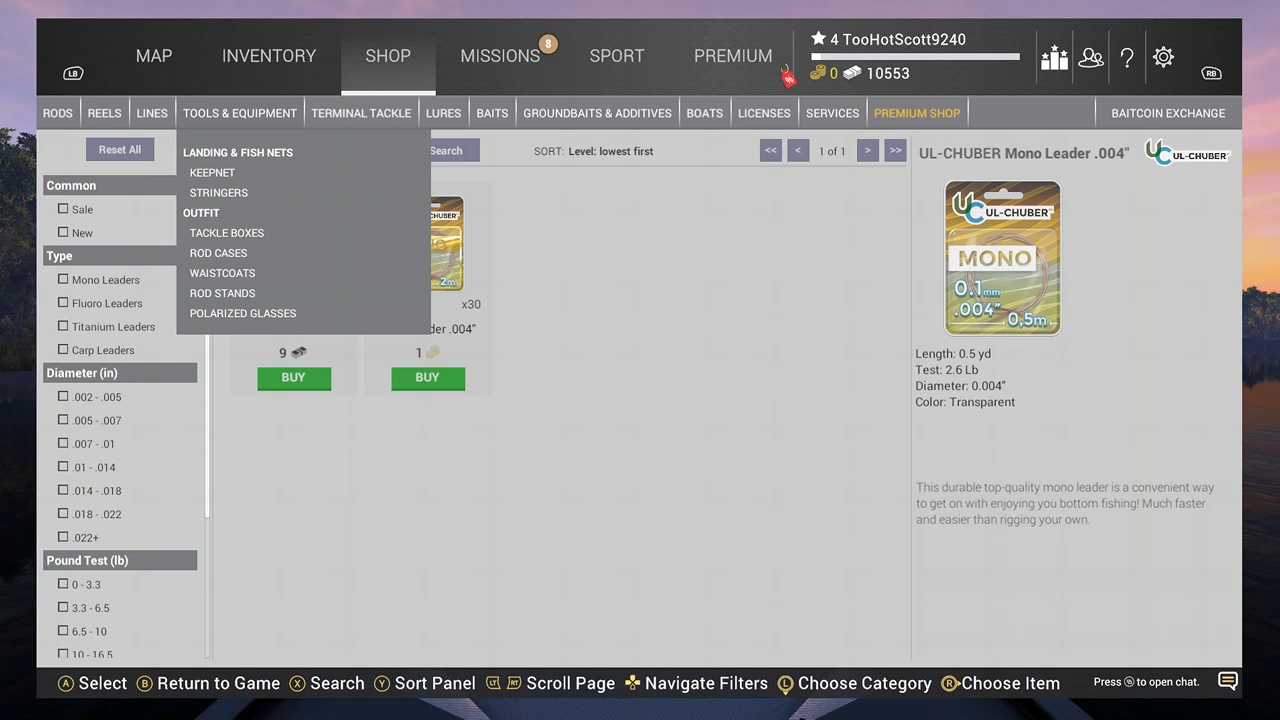 MAP
INVENTORY
SHOP
MISSIONS
8
SPORT
PREMIUM
4 TooHotScott9240
0
10553
LB
RB
RODS
REELS
LINES
TOOLS & EQUIPMENT
TERMINAL TACKLE
LURES
BAITS
GROUNDBAITS & ADDITIVES
BOATS
LICENSES
SERVICES
PREMIUM SHOP
BAITCOIN EXCHANGE
Reset All
Search
SORT: Level: lowest first
<<
<
1 of 1
>
>>
LANDING & FISH NETS
KEEPNET
STRINGERS
OUTFIT
TACKLE BOXES
ROD CASES
WAISTCOATS
ROD STANDS
POLARIZED GLASSES
Common
Sale
New
Type
Mono Leaders
Fluoro Leaders
Titanium Leaders
Carp Leaders
Diameter (in)
.002 - .005
.005 - .007
.007 - .01
.01 - .014
.014 - .018
.018 - .022
.022+
Pound Test (lb)
0 - 3.3
3.3 - 6.5
6.5 - 10
10 - 16.5
CHUBER
2m
x30
der .004"
9
1
BUY
BUY
UL-CHUBER Mono Leader .004"
UC UL-CHUBER
UC UL-CHUBER
MONO
0.1mm
.004"
0,5m
Length: 0.5 yd
Test: 2.6 Lb
Diameter: 0.004"
Color: Transparent
This durable top-quality mono leader is a convenient way
to get on with enjoying you bottom fishing! Much faster
and easier than rigging your own.
A Select
B Return to Game
X Search
Y Sort Panel
LT RT Scroll Page
Navigate Filters
L Choose Category
R Choose Item
Press to open chat.